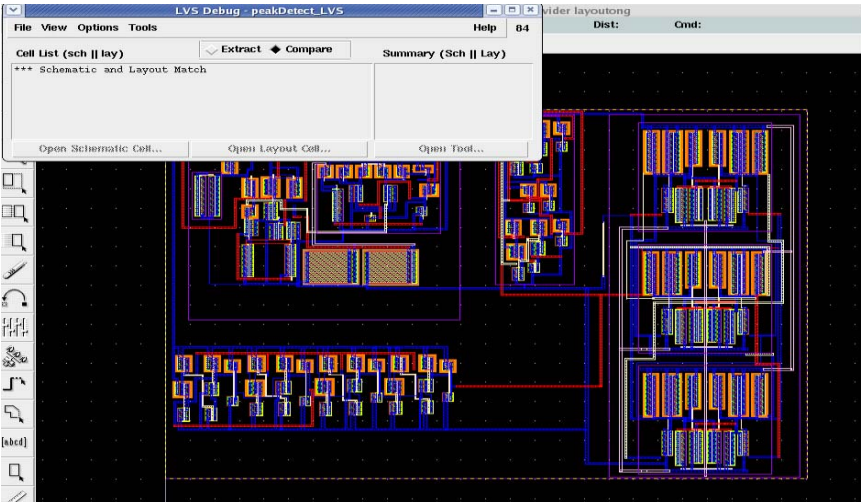 LVS Debug - peakDetect_LVS
vider layoutong
File View Options Tools Help 84
Dist: Cmd:
Cell List (sch || lay) Extract Compare Summary (Sch || Lay)
*** Schematic and Layout Match
Open Schematic Cell... Open Layout Cell... Open Tool...
[abcd]